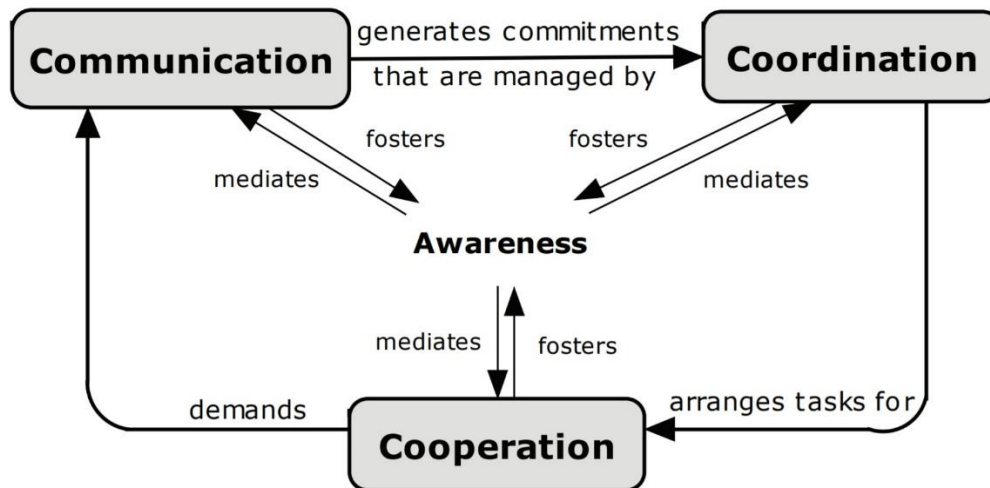 generates commitments
Communication
Coordination
that are managed by
fosters
fosters
mediates
mediates
Awareness
mediates
fosters
demands
arranges tasks for
Cooperation